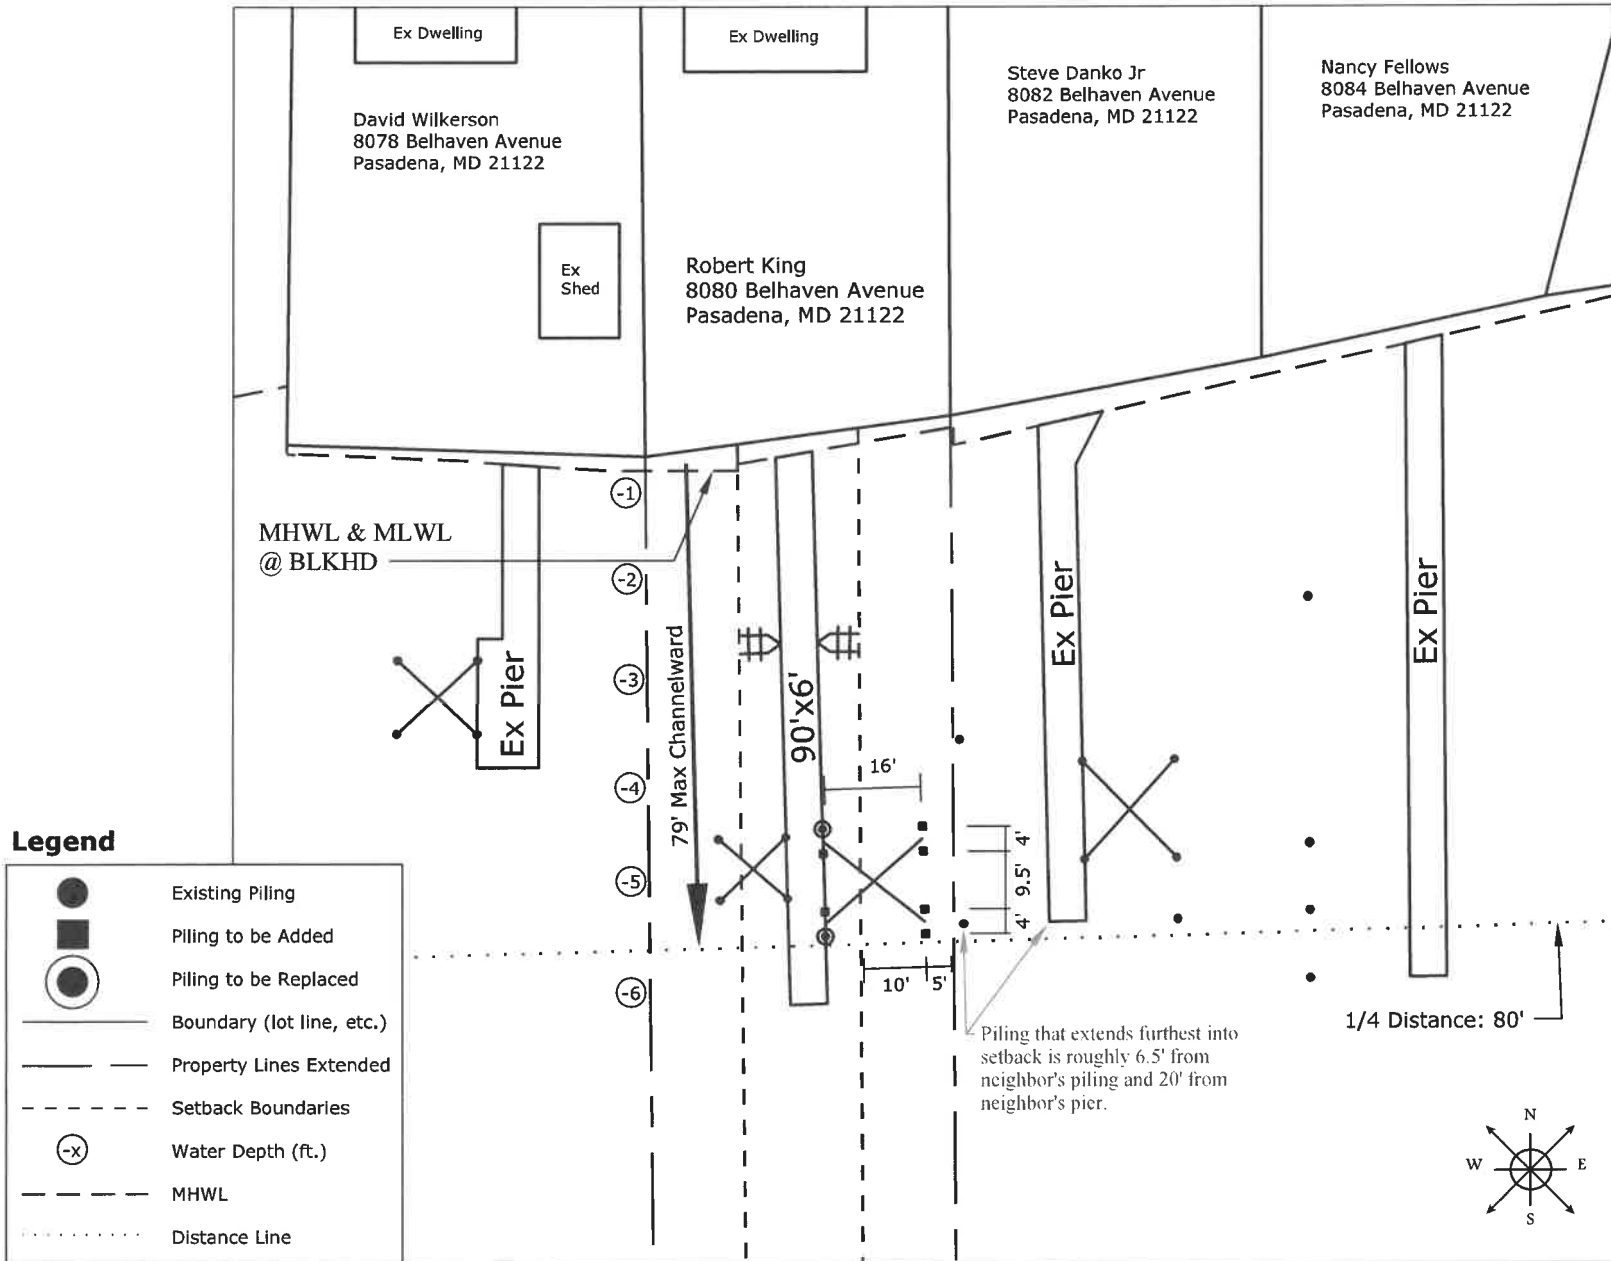 Ex Dwelling
Ex Dwelling
David Wilkerson
8078 Belhaven Avenue
Pasadena, MD 21122
Steve Danko Jr
8082 Belhaven Avenue
Pasadena, MD 21122
Nancy Fellows
8084 Belhaven Avenue
Pasadena, MD 21122
Ex
Shed
Robert King
8080 Belhaven Avenue
Pasadena, MD 21122
MHWL & MLWL
@ BLKHD
-1
-2
-3
-4
-5
-6
Ex Pier
79' Max Channelward
90'x6'
16'
Ex Pier
Ex Pier
4'
9.5'
4'
10'
5'
1/4 Distance: 80'
Piling that extends furthest into
setback is roughly 6.5' from
neighbor's piling and 20' from
neighbor's pier.
Legend
Existing Piling
Piling to be Added
Piling to be Replaced
Boundary (lot line, etc.)
Property Lines Extended
Setback Boundaries
-x
Water Depth (ft.)
MHWL
Distance Line
N
W
E
S